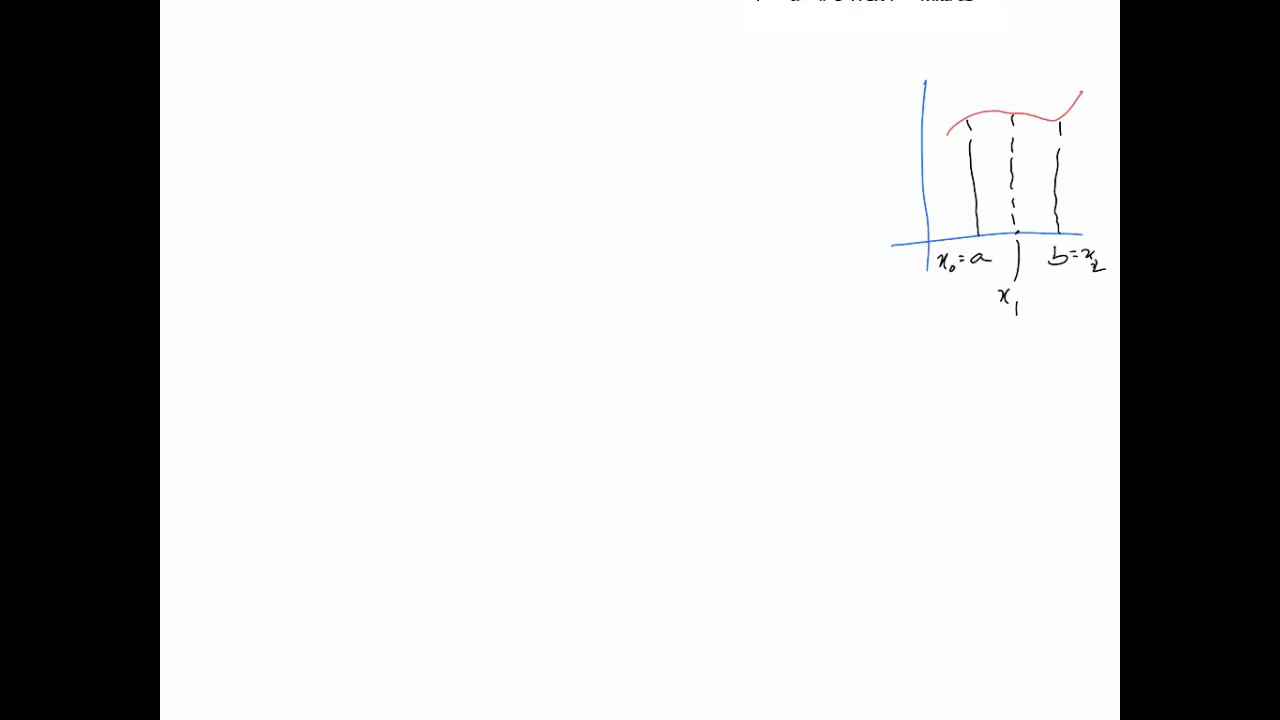 x₀ = a b = x₂
x₁